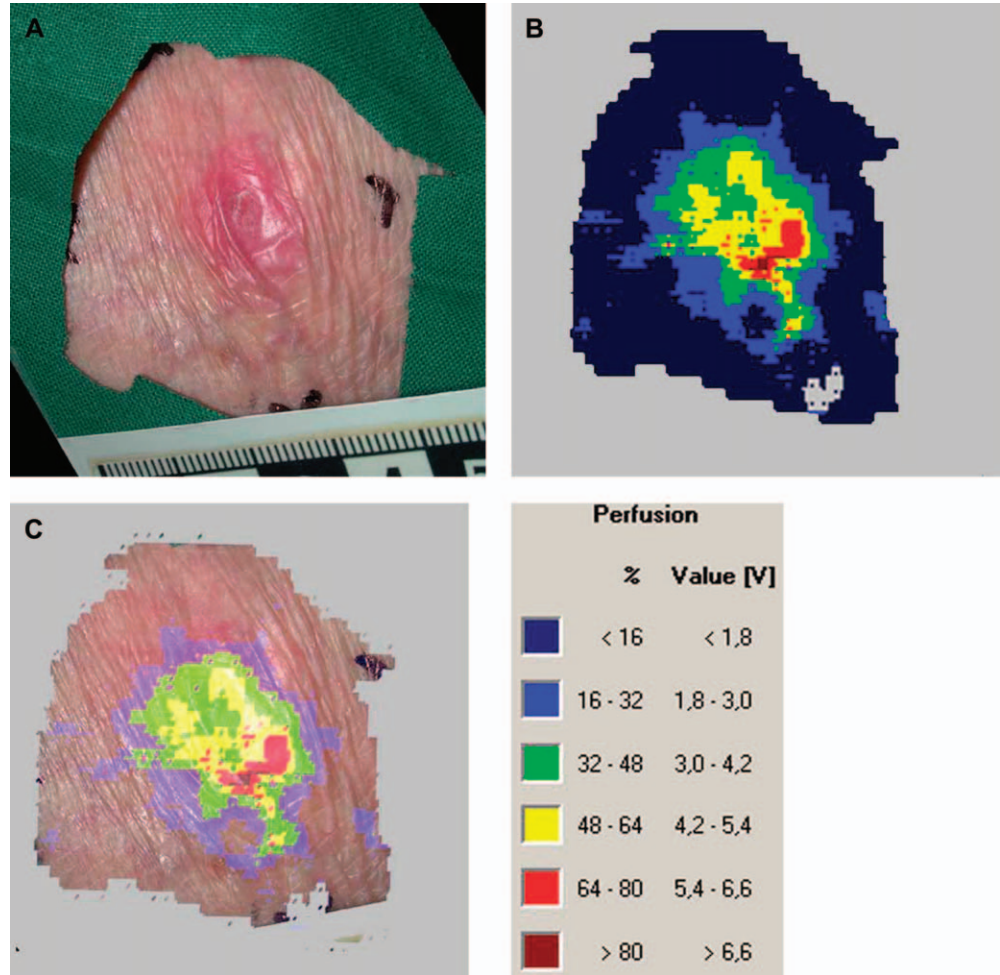 A
B
C
Perfusion
% Value [V]
< 16 < 1,8
16 - 32 1,8 - 3,0
32 - 48 3,0 - 4,2
48 - 64 4,2 - 5,4
64 - 80 5,4 - 6,6
> 80 > 6,6